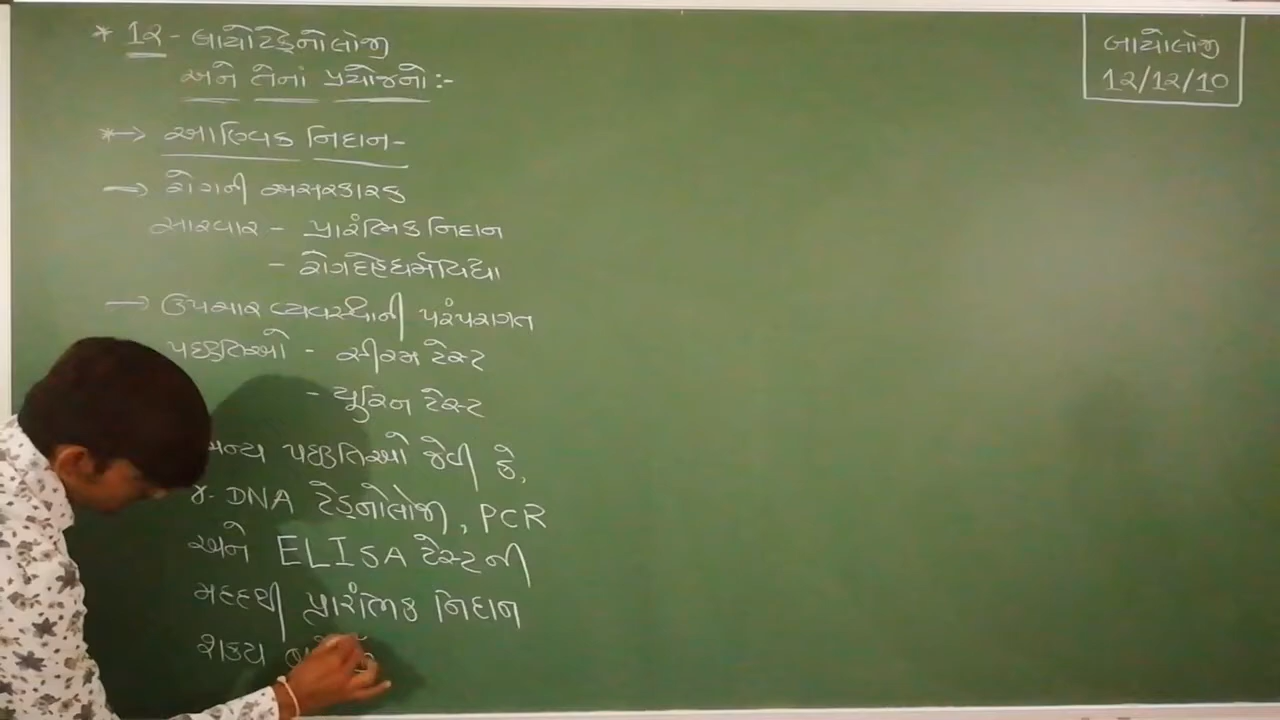 * 12 - બાયોટેક્નોલોજી
અને તેનાં પ્રયોજનો :-
*→ આણ્વિક નિદાન-
→ રોગની અસરકારક
સારવાર - પ્રારંભિક નિદાન
- રોગદેહધર્મવિદ્યા
→ ઉપચાર વ્યવસ્થાની પરંપરાગત
પદ્ધતિઓ - સીરમ ટેસ્ટ
- યુરિન ટેસ્ટ
અન્ય પદ્ધતિઓ જેવી કે,
r. DNA ટેક્નોલોજી, PCR
અને ELISA ટેસ્ટની
મદદથી પ્રારંભિક નિદાન
શક્ય
બાયોલોજી
12/12/10